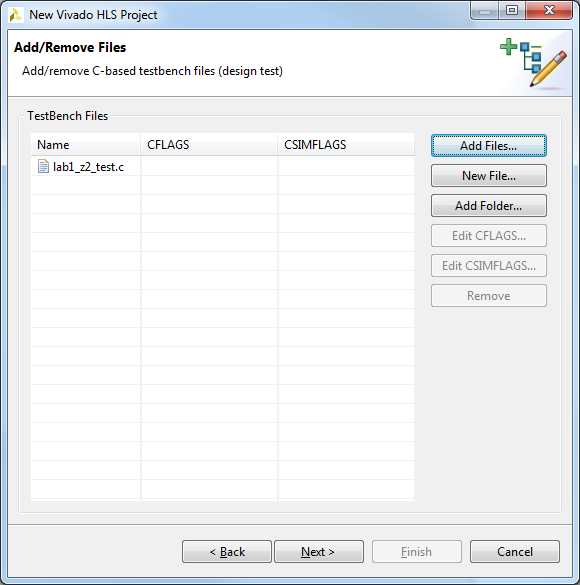 New Vivado HLS Project
Add/Remove Files
Add/remove C-based testbench files (design test)
TestBench Files
Name CFLAGS CSIMFLAGS
lab1_z2_test.c
Add Files...
New File...
Add Folder...
Edit CFLAGS...
Edit CSIMFLAGS...
Remove
< Back Next > Finish Cancel